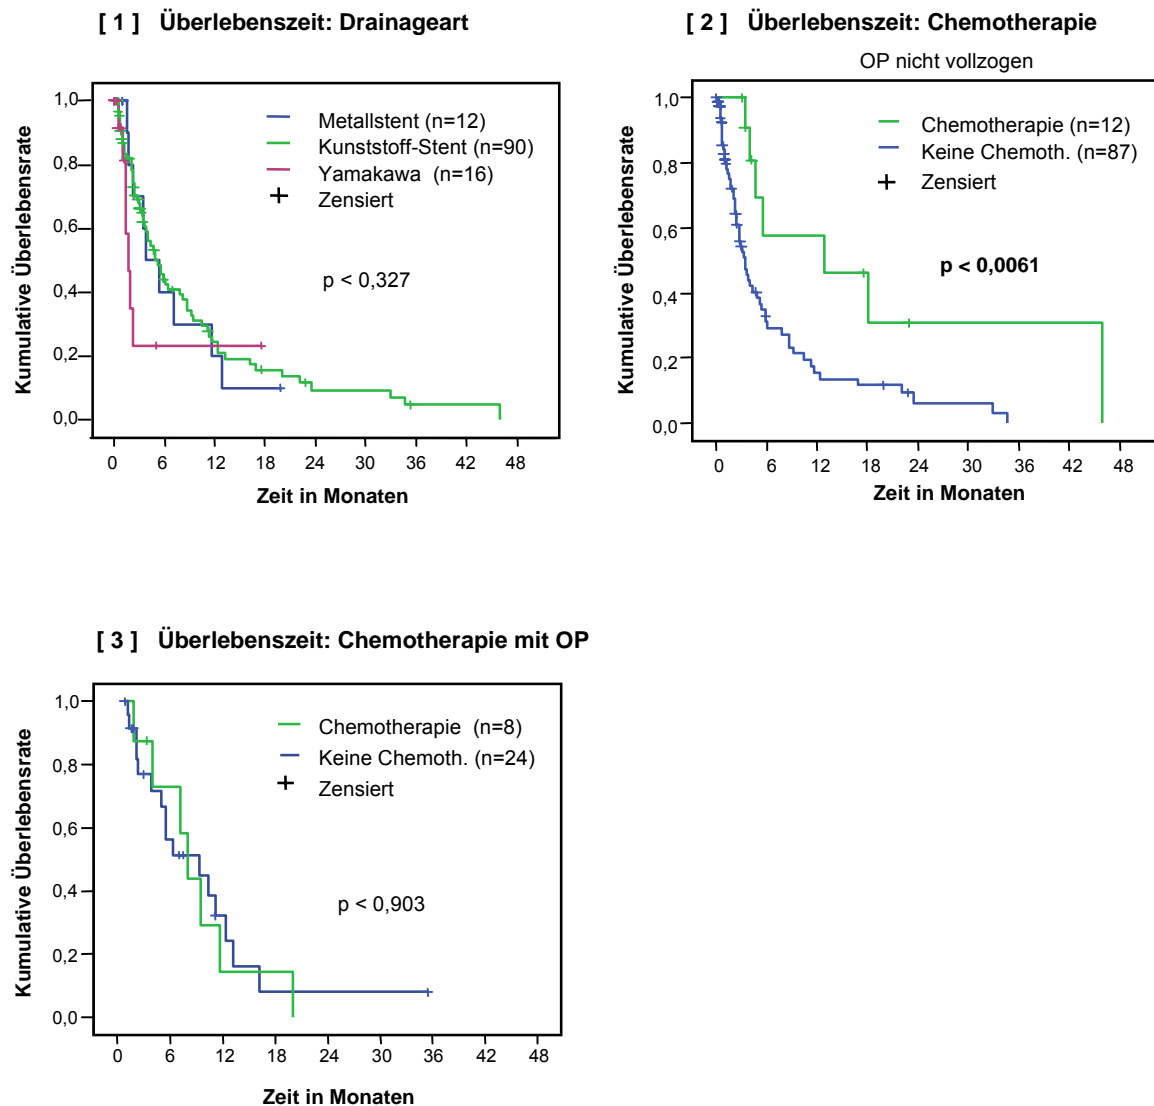 [ 1 ] Überlebenszeit: Drainageart
Kumulative Überlebensrate
1,0
0,8
0,6
0,4
0,2
0,0
Metallstent (n=12)
Kunststoff-Stent (n=90)
Yamakawa (n=16)
Zensiert
p < 0,327
0 6 12 18 24 30 36 42 48
Zeit in Monaten
[ 2 ] Überlebenszeit: Chemotherapie
OP nicht vollzogen
Kumulative Überlebensrate
1,0
0,8
0,6
0,4
0,2
0,0
Chemotherapie (n=12)
Keine Chemoth. (n=87)
Zensiert
p < 0,0061
0 6 12 18 24 30 36 42 48
Zeit in Monaten
[ 3 ] Überlebenszeit: Chemotherapie mit OP
Kumulative Überlebensrate
1,0
0,8
0,6
0,4
0,2
0,0
Chemotherapie (n=8)
Keine Chemoth. (n=24)
Zensiert
p < 0,903
0 6 12 18 24 30 36 42 48
Zeit in Monaten